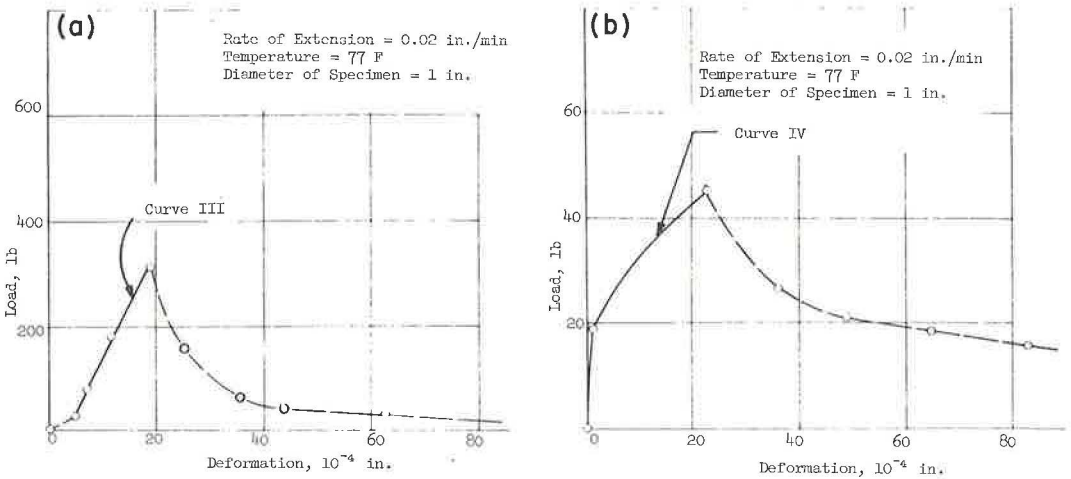 (a)
Rate of Extension = 0.02 in./min
Temperature = 77 F
Diameter of Specimen = 1 in.
600
400
200
Curve III
Load, lb
0
20
40
60
80
Deformation, 10⁻⁴ in.
(b)
Rate of Extension = 0.02 in./min
Temperature = 77 F
Diameter of Specimen = 1 in.
80
60
40
20
Curve IV
Load, lb
0
20
40
60
80
Deformation, 10⁻⁴ in.